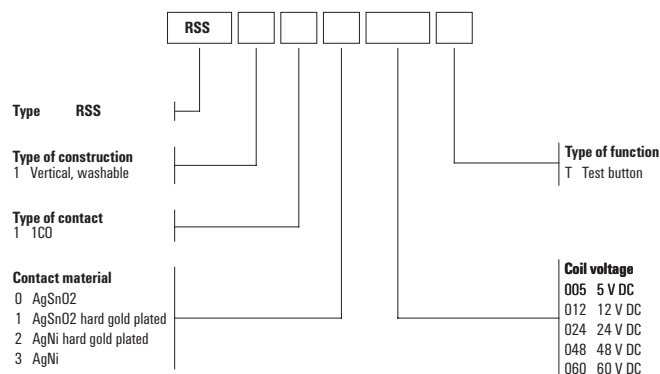 RSS
Type RSS
Type of construction
1 Vertical, washable
Type of contact
1 1CO
Contact material
0 AgSnO2
1 AgSnO2 hard gold plated
2 AgNi hard gold plated
3 AgNi
Type of function
T Test button
Coil voltage
005 5 V DC
012 12 V DC
024 24 V DC
048 48 V DC
060 60 V DC